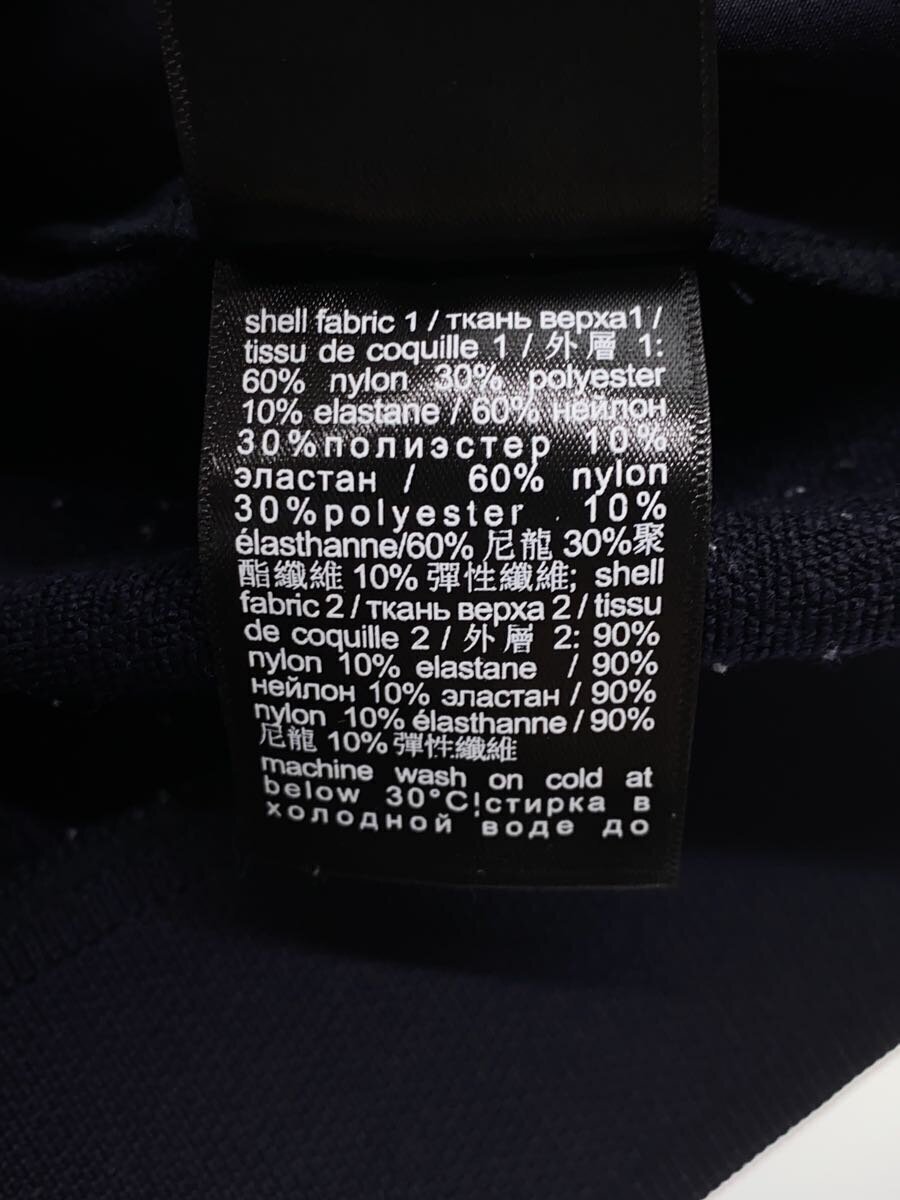 shell fabric 1 / ткань верха1 /
tissu de coquille 1 / 外層 1:
60% nylon 30% polyester
10% elastane / 60% нейлон
30%полиэстер 10%
эластан / 60% nylon
30%polyester 10%
élasthanne/60% 尼龍 30%聚
酯纖維 10% 彈性纖維; shell
fabric 2 / ткань верха 2 / tissu
de coquille 2 / 外層 2: 90%
nylon 10% elastane / 90%
нейлон 10% эластан / 90%
nylon 10% élasthanne / 90%
尼龍 10% 彈性纖維
machine wash on cold at
below 30°C¦стирка в
холодной воде до